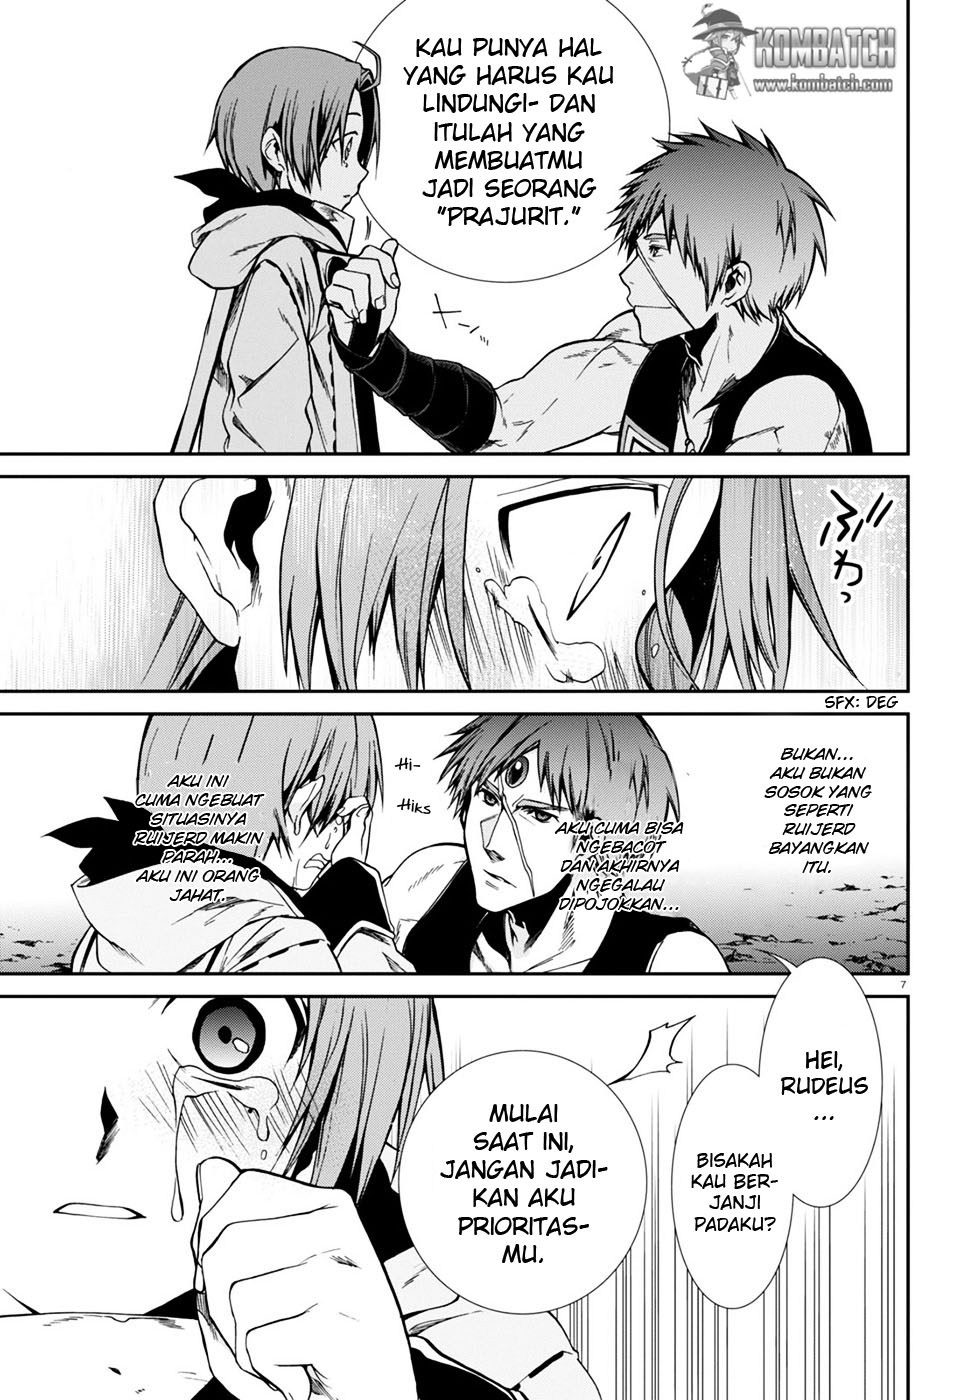 KOMBATCH
www.kombatch.com
KAU PUNYA HAL
YANG HARUS KAU
LINDUNGI- DAN
ITULAH YANG
MEMBUATMU
JADI SEORANG
"PRAJURIT."
ぶわっ
SFX: DEG
BUKAN...
AKU BUKAN
SOSOK YANG
SEPERTI
RUIJERD
BAYANGKAN
ITU.
AKU CUMA BISA
NGEBACOT
DAN AKHIRNYA
NGEGALAU
DIPOJOKKAN...
Hi-
Hiks
AKU INI
CUMA NGEBUAT
SITUASINYA
RUIJERD MAKIN
PARAH...
AKU INI ORANG
JAHAT.
7
HEI,
RUDEUS
...
BISAKAH
KAU BER-
JANJI
PADAKU?
MULAI
SAAT INI,
JANGAN JADI-
KAN AKU
PRIORITAS-
MU.